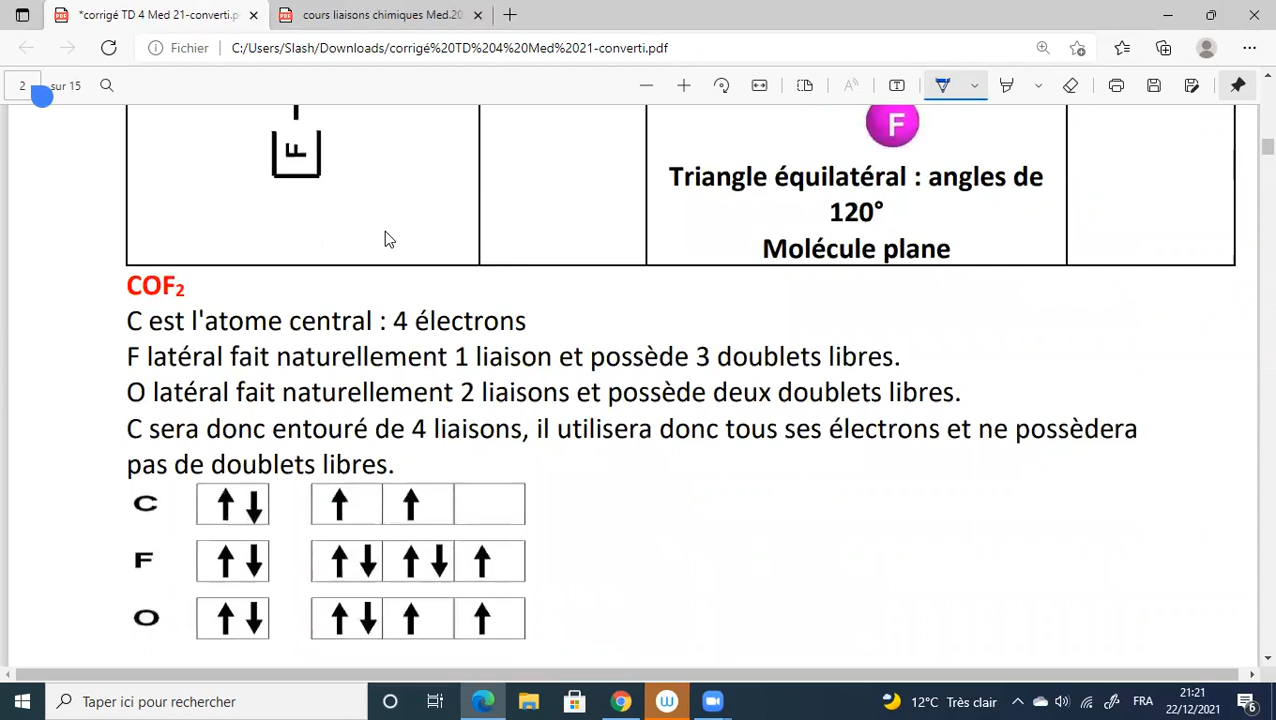 *corrigé TD 4 Med 21-converti.p
cours liaisons chimiques Med.20
Fichier
C:/Users/Slash/Downloads/corrigé%20TD%204%20Med%2021-converti.pdf
2 sur 15
F
F
Triangle équilatéral : angles de
120°
Molécule plane
COF₂
C est l'atome central : 4 électrons
F latéral fait naturellement 1 liaison et possède 3 doublets libres.
O latéral fait naturellement 2 liaisons et possède deux doublets libres.
C sera donc entouré de 4 liaisons, il utilisera donc tous ses électrons et ne possèdera
pas de doublets libres.
C
F
O
Taper ici pour rechercher
12°C Très clair
FRA
21:21
22/12/2021
6